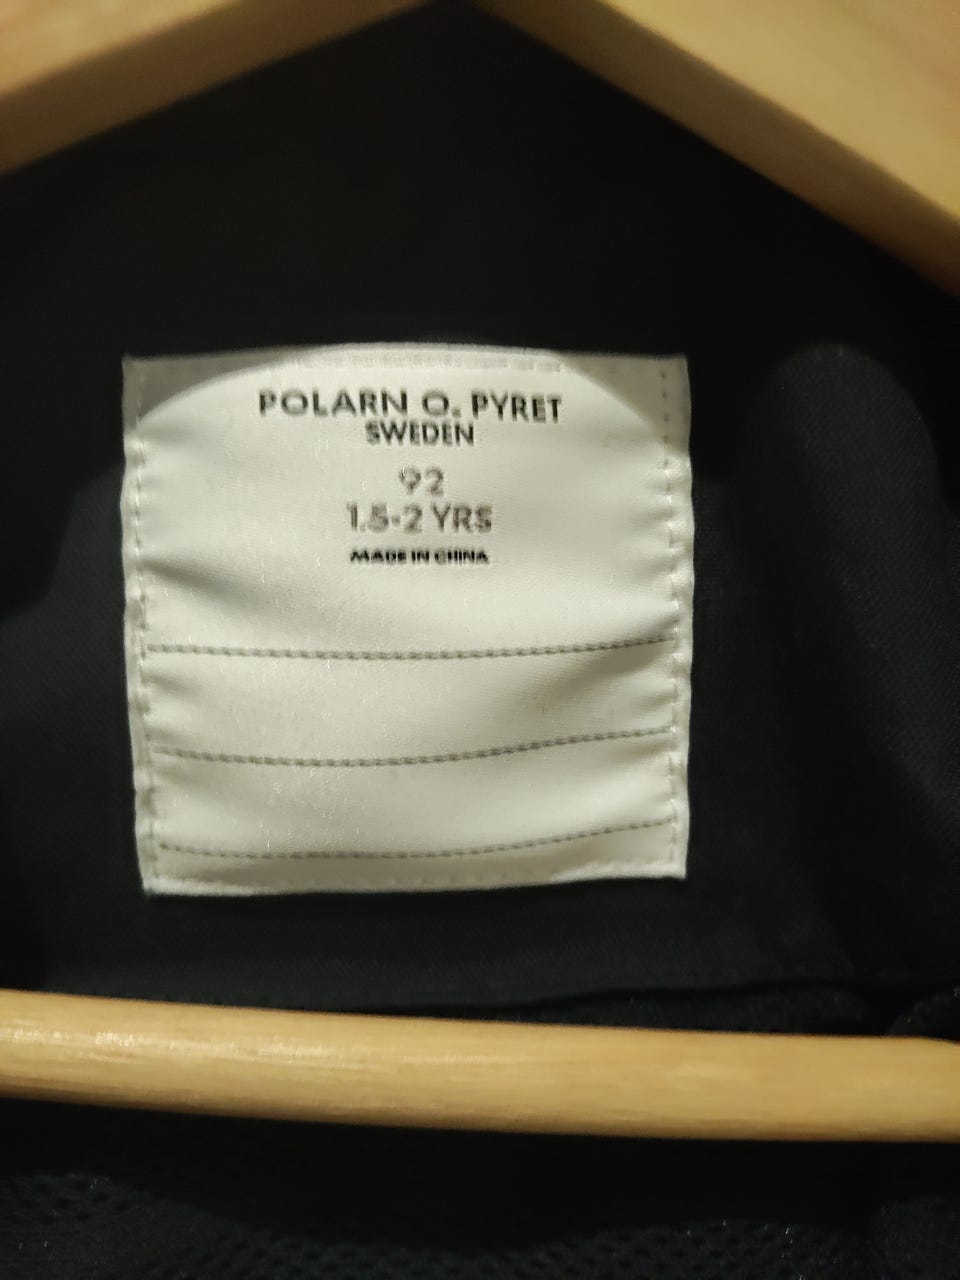 POLARN O. PYRET
SWEDEN
92
1.5-2 YRS
MADE IN CHINA